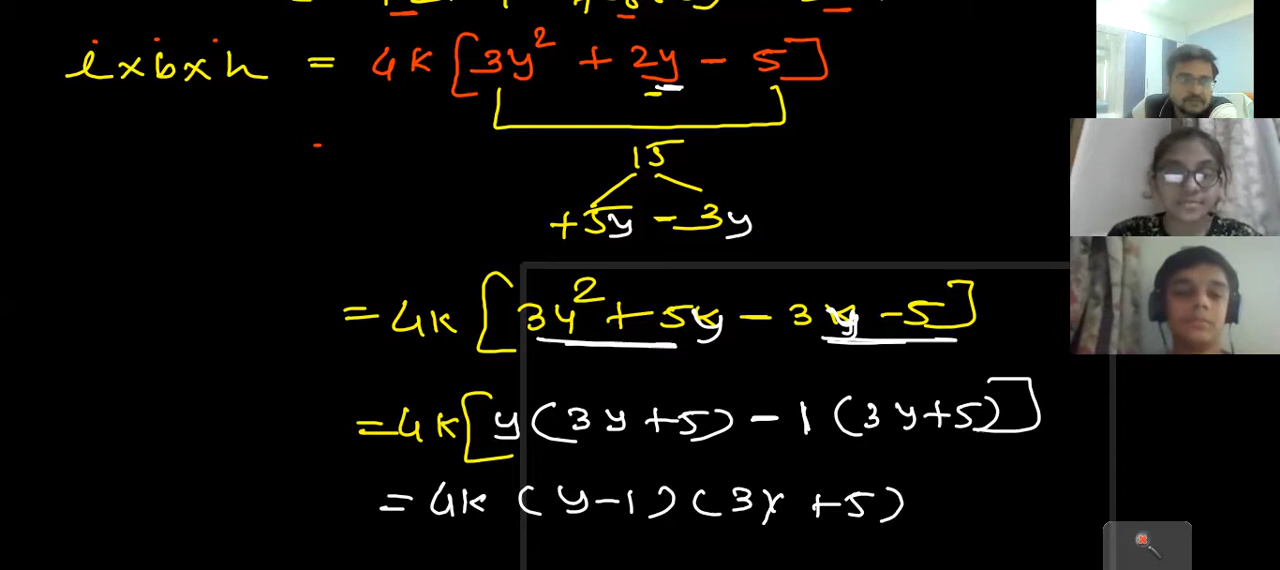 l×b×h = 4k [3y² + 2y - 5]
15
+5y - 3y
= 4k [3y² + 5y - 3y - 5]
= 4k [y (3y + 5) - 1 (3y + 5)]
= 4k (y - 1) (3y + 5)